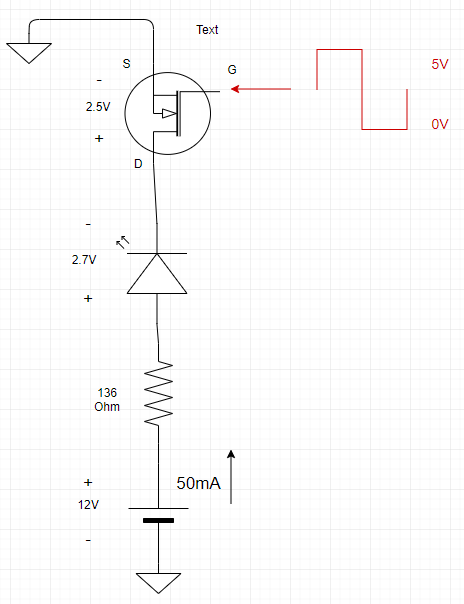 Text
S
G
-
5V
2.5V
+
0V
D
-
2.7V
+
136
Ohm
+
50mA
12V
-